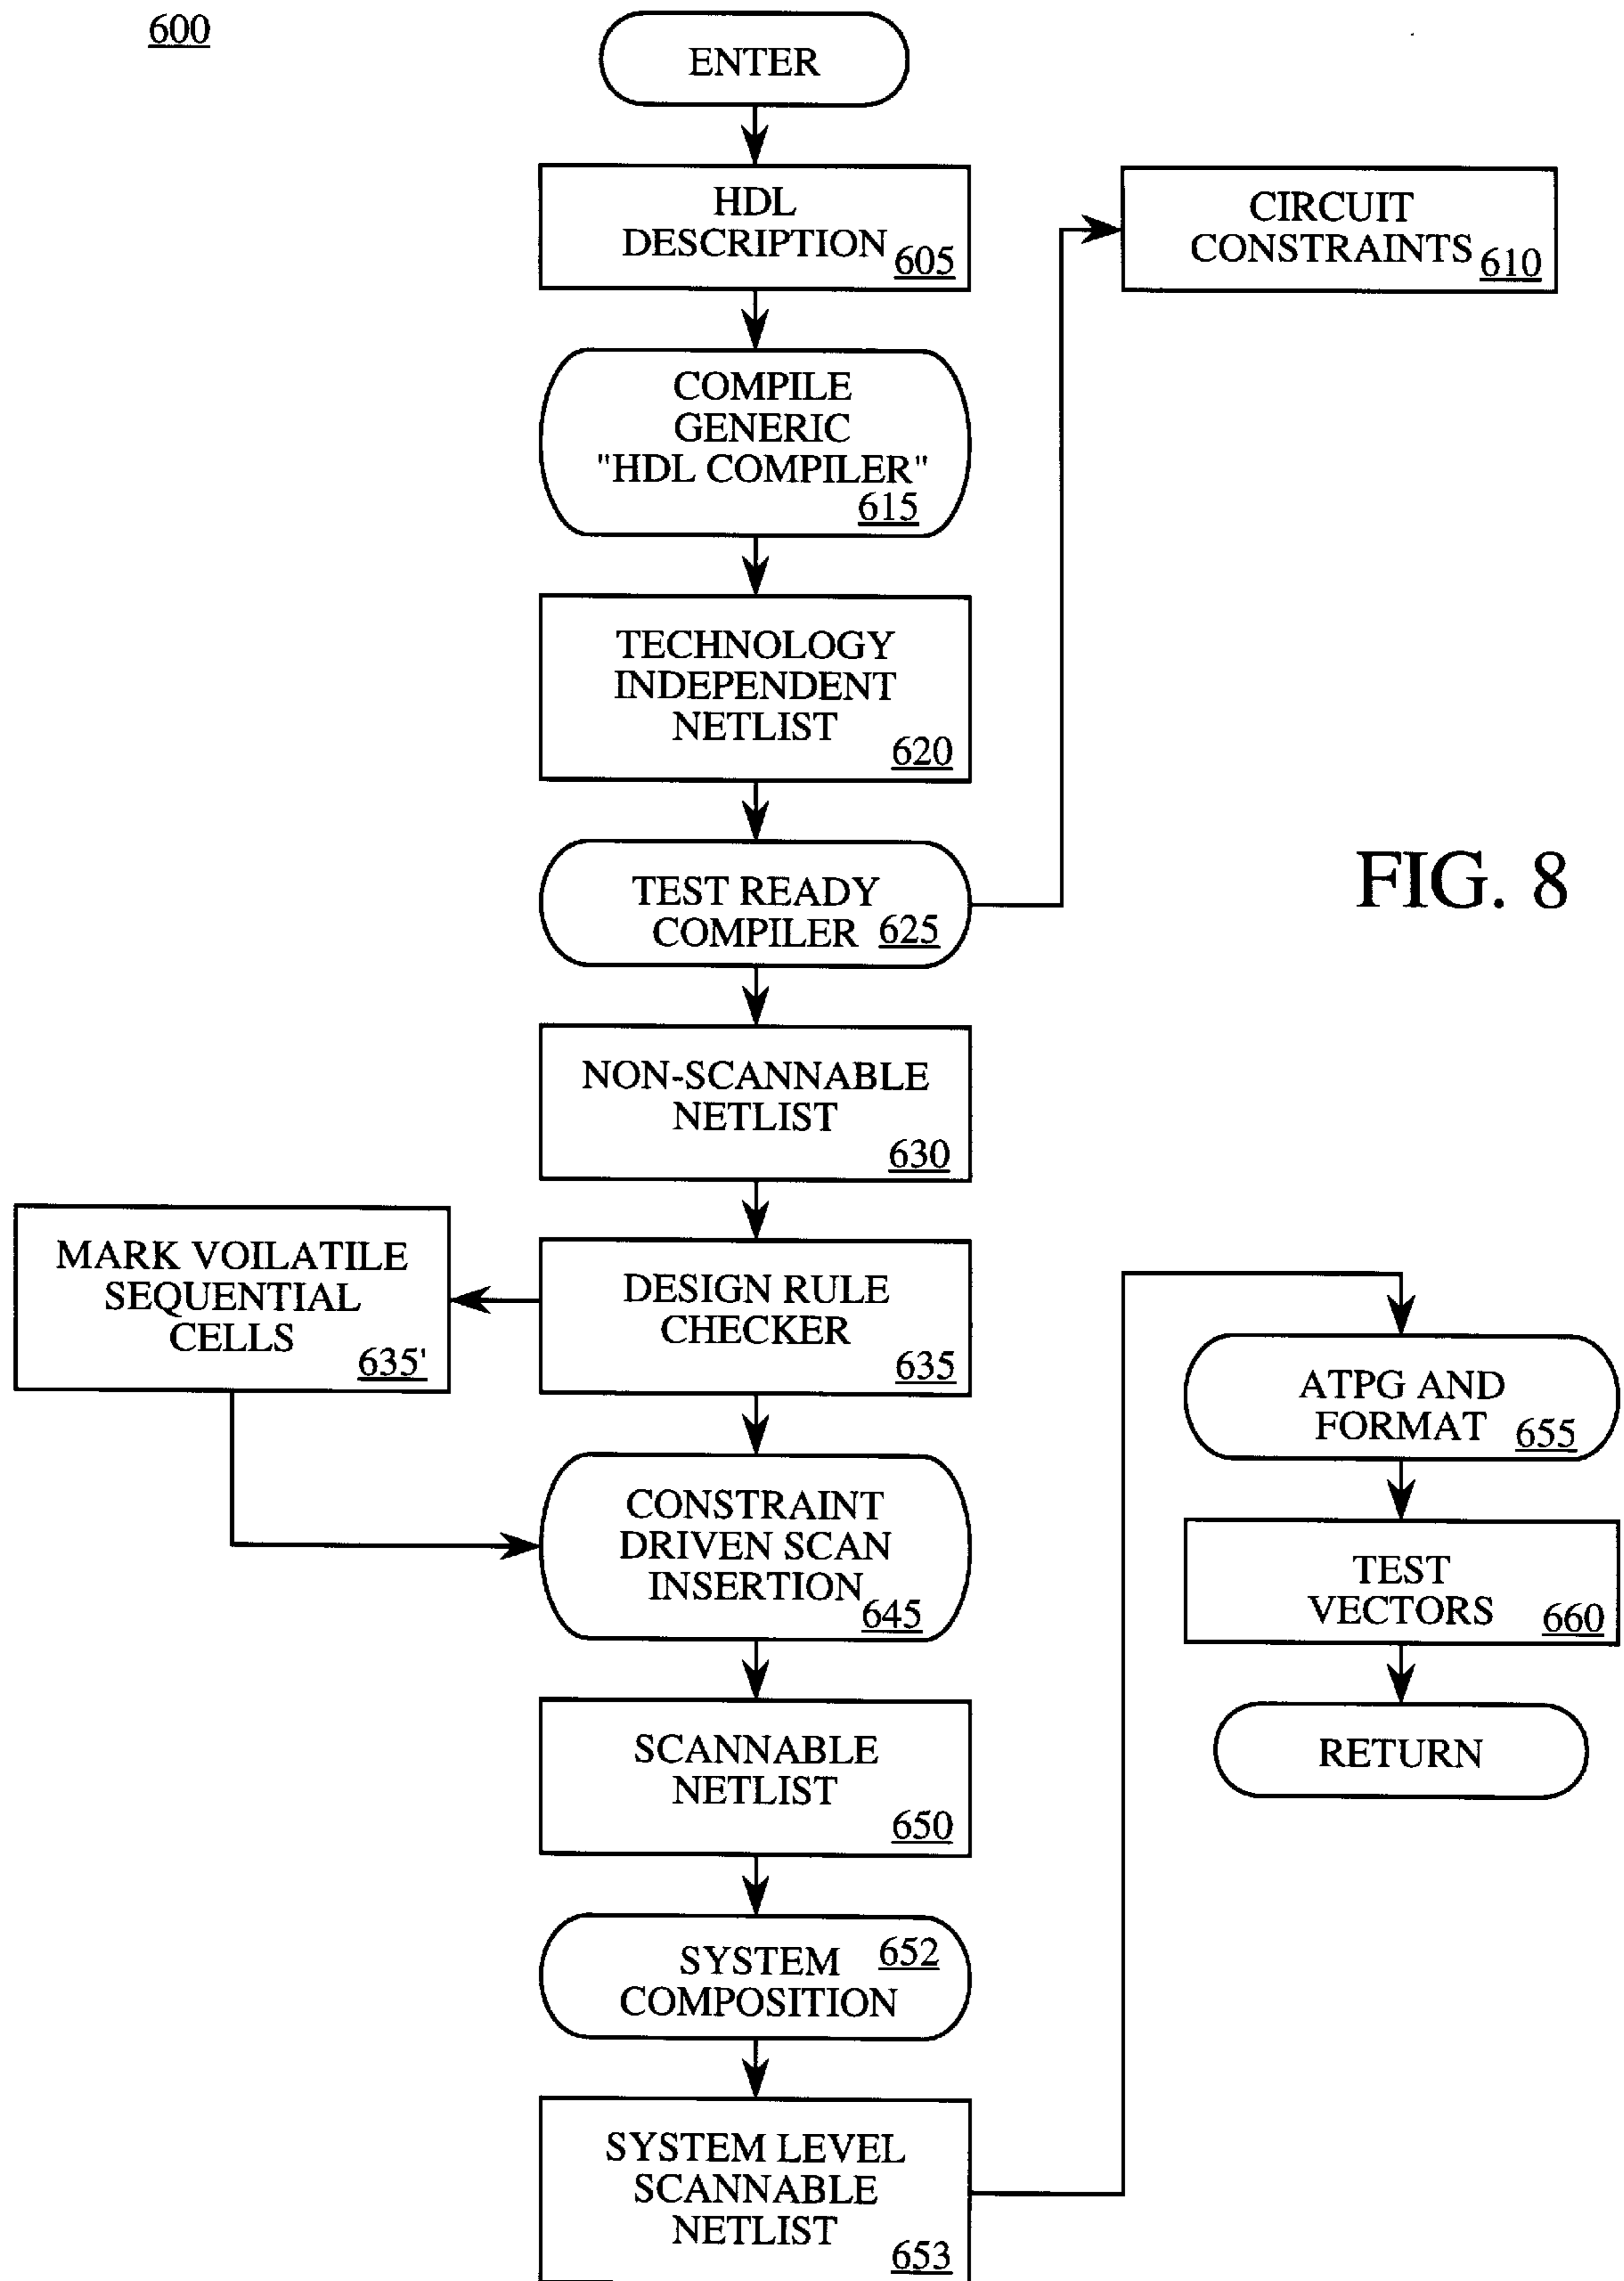 600
ENTER
HDL
DESCRIPTION
605
CIRCUIT
CONSTRAINTS
610
COMPILE
GENERIC
"HDL COMPILER"
615
TECHNOLOGY
INDEPENDENT
NETLIST
620
TEST READY
COMPILER
625
FIG. 8
NON-SCANNABLE
NETLIST
630
MARK VOILATILE
SEQUENTIAL
CELLS
635'
DESIGN RULE
CHECKER
635
CONSTRAINT
DRIVEN SCAN
INSERTION
645
SCANNABLE
NETLIST
650
SYSTEM
652
COMPOSITION
SYSTEM LEVEL
SCANNABLE
NETLIST
653
ATPG AND
FORMAT
655
TEST
VECTORS
660
RETURN